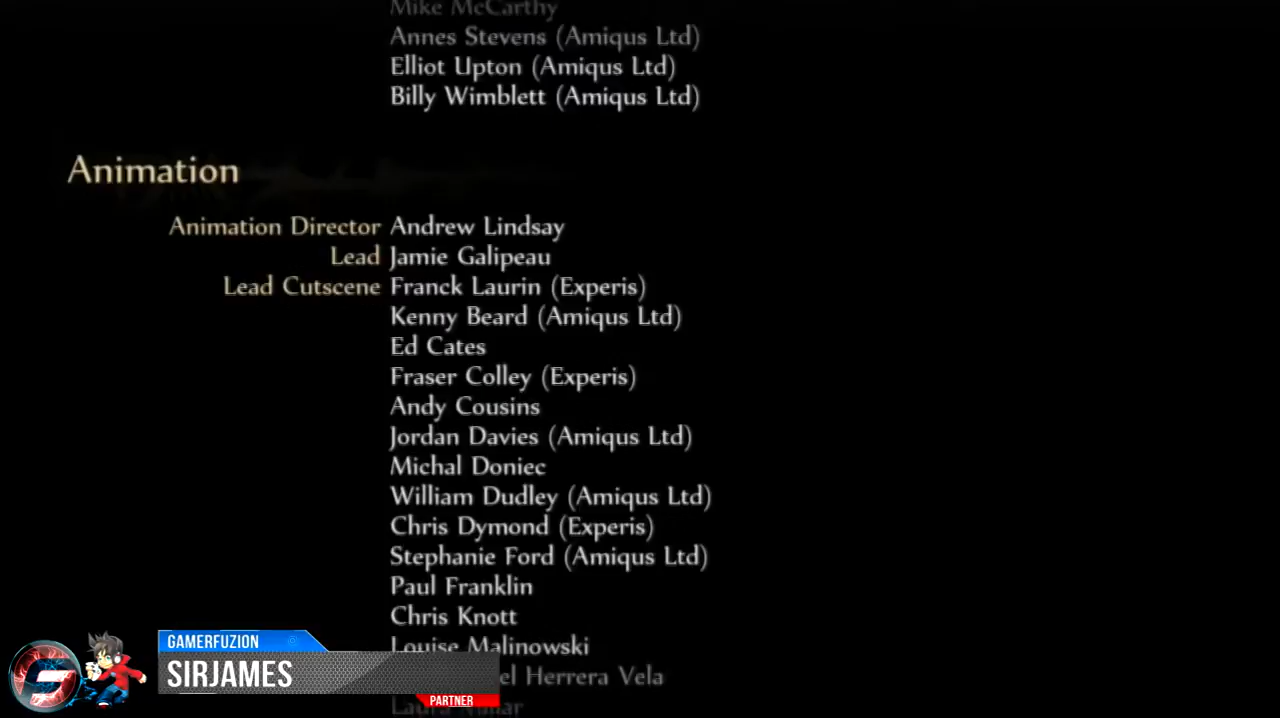 Mike McCarthy
Annes Stevens (Amiqus Ltd)
Elliot Upton (Amiqus Ltd)
Billy Wimblett (Amiqus Ltd)
Animation
Animation Director Andrew Lindsay
Lead Jamie Galipeau
Lead Cutscene Franck Laurin (Experis)
Kenny Beard (Amiqus Ltd)
Ed Cates
Fraser Colley (Experis)
Andy Cousins
Jordan Davies (Amiqus Ltd)
Michal Doniec
William Dudley (Amiqus Ltd)
Chris Dymond (Experis)
Stephanie Ford (Amiqus Ltd)
Paul Franklin
Chris Knott
Louise Malinowski
Herrera Vela
Laura
GAMERFUZION
SIRJAMES
PARTNER